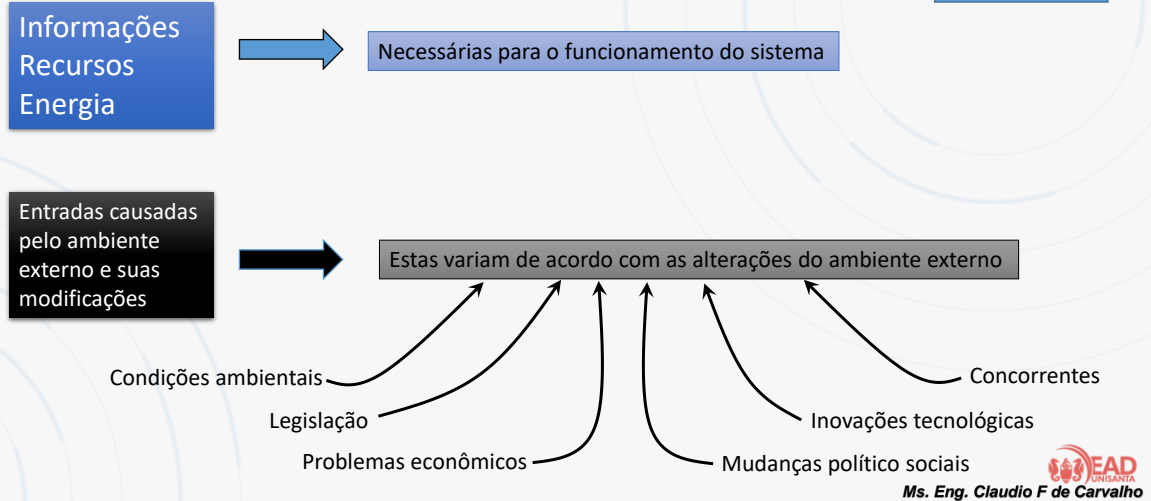 Informações
Recursos
Energia
Necessárias para o funcionamento do sistema
Entradas causadas
pelo ambiente
externo e suas
modificações
Estas variam de acordo com as alterações do ambiente externo
Condições ambientais
Concorrentes
Legislação
Inovações tecnológicas
Problemas econômicos
Mudanças político sociais
EAD
UNISANTA
Ms. Eng. Claudio F de Carvalho